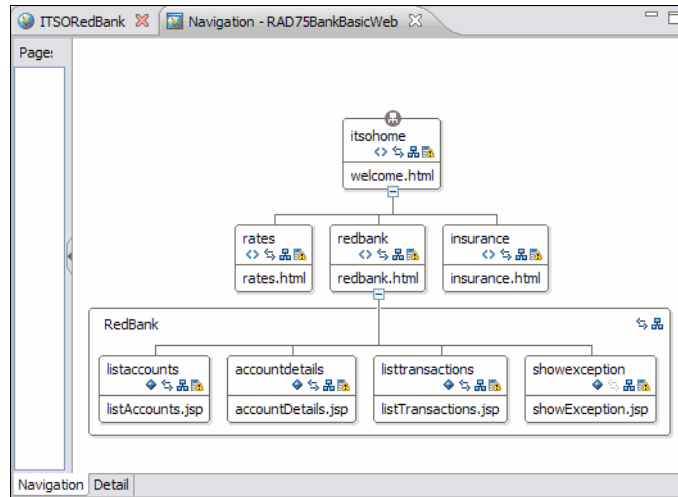 ITSORedBank Navigation - RAD75BankBasicWeb
Page:
itsohome
welcome.html
rates redbank insurance
rates.html redbank.html insurance.html
RedBank
listaccounts accountdetails listtransactions showexception
listAccounts.jsp accountDetails.jsp listTransactions.jsp showException.jsp
Navigation Detail